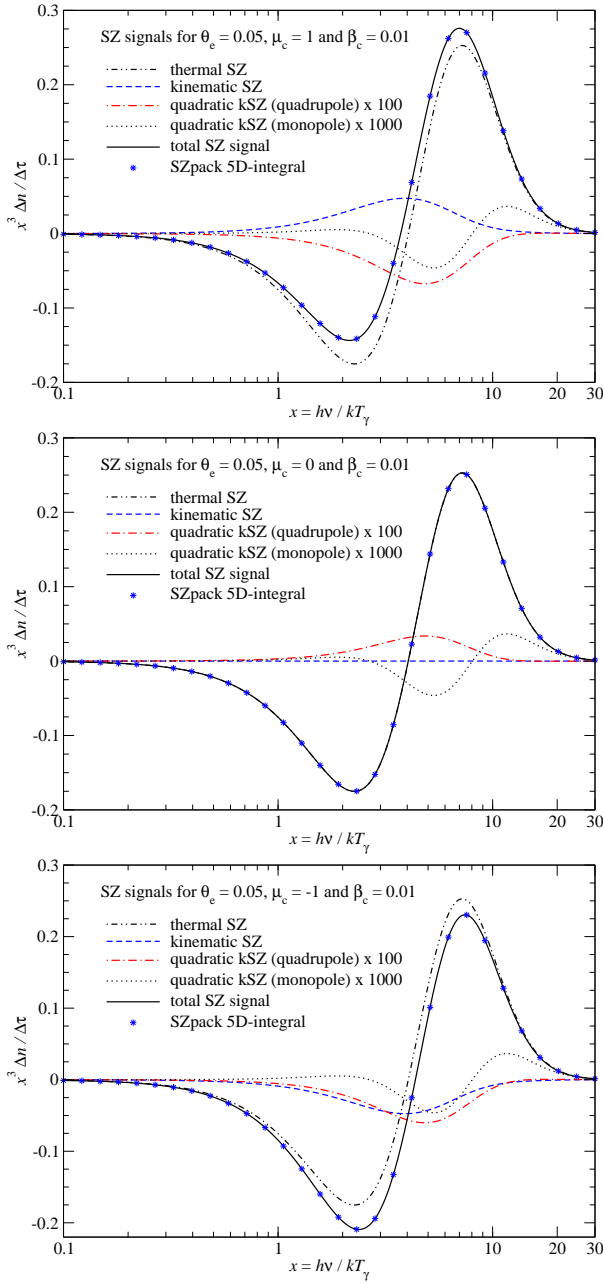 SZ signals for θe = 0.05, μc = 1 and βc = 0.01
thermal SZ
kinematic SZ
quadratic kSZ (quadrupole) x 100
quadratic kSZ (monopole) x 1000
total SZ signal
SZpack 5D-integral
x³ Δn / Δτ
0.3
0.2
0.1
0
-0.1
-0.2
0.1 1 10 30
x = hν / kTγ
SZ signals for θe = 0.05, μc = 0 and βc = 0.01
thermal SZ
kinematic SZ
quadratic kSZ (quadrupole) x 100
quadratic kSZ (monopole) x 1000
total SZ signal
SZpack 5D-integral
x³ Δn / Δτ
0.3
0.2
0.1
0
-0.1
-0.2
0.1 1 10 30
x = hν / kTγ
SZ signals for θe = 0.05, μc = -1 and βc = 0.01
thermal SZ
kinematic SZ
quadratic kSZ (quadrupole) x 100
quadratic kSZ (monopole) x 1000
total SZ signal
SZpack 5D-integral
x³ Δn / Δτ
0.3
0.2
0.1
0
-0.1
-0.2
0.1 1 10 30
x = hν / kTγ